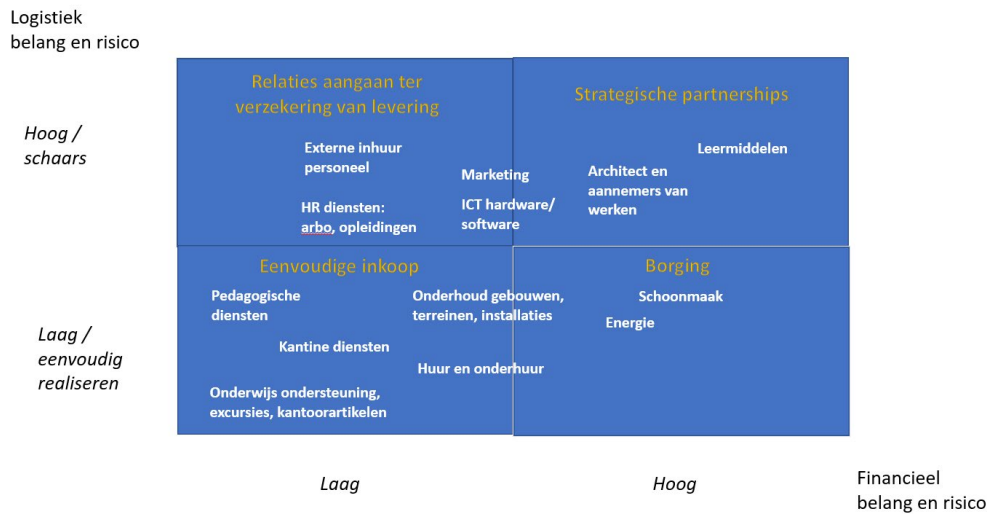 Logistiek
belang en risico
Relaties aangaan ter
verzekering van levering
Strategische partnerships
Hoog /
schaars
Externe inhuur
personeel
Marketing
Leermiddelen
Architect en
aannemers van
werken
HR diensten:
arbo, opleidingen
ICT hardware/
software
Eenvoudige inkoop
Borging
Pedagogische
diensten
Onderhoud gebouwen,
terreinen, installaties
Schoonmaak
Energie
Laag /
eenvoudig
realiseren
Kantine diensten
Huur en onderhuur
Onderwijs ondersteuning,
excursies, kantoorartikelen
Laag
Hoog
Financieel
belang en risico